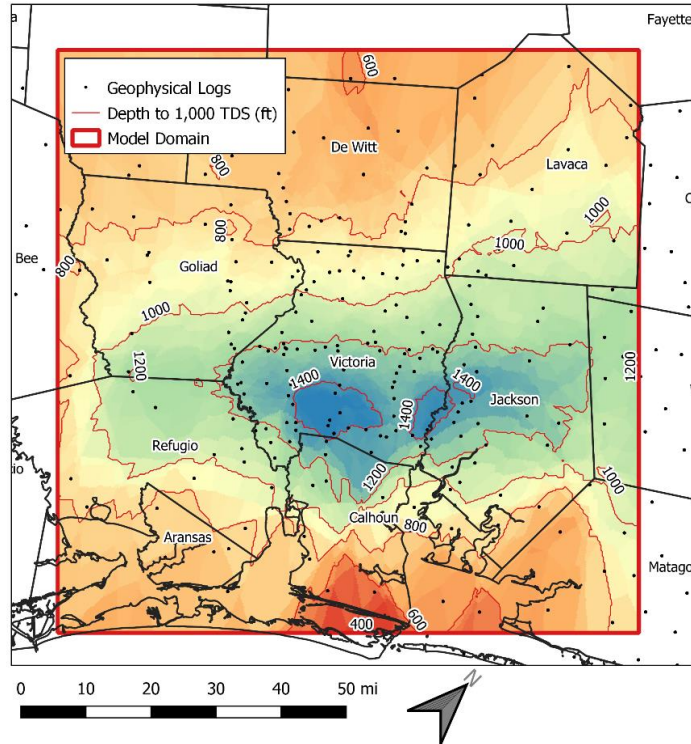 a
Fayette
600
Geophysical Logs
Depth to 1,000 TDS (ft)
Model Domain
De Witt
Lavaca
800
C
1000
800
1000
Bee
800
Goliad
1000
1200
1200
Victoria
1400
1400
1400
Jackson
Refugio
1200
1000
tio
Calhoun
800
Aransas
Matago
600
400
0 10 20 30 40 50 mi
N